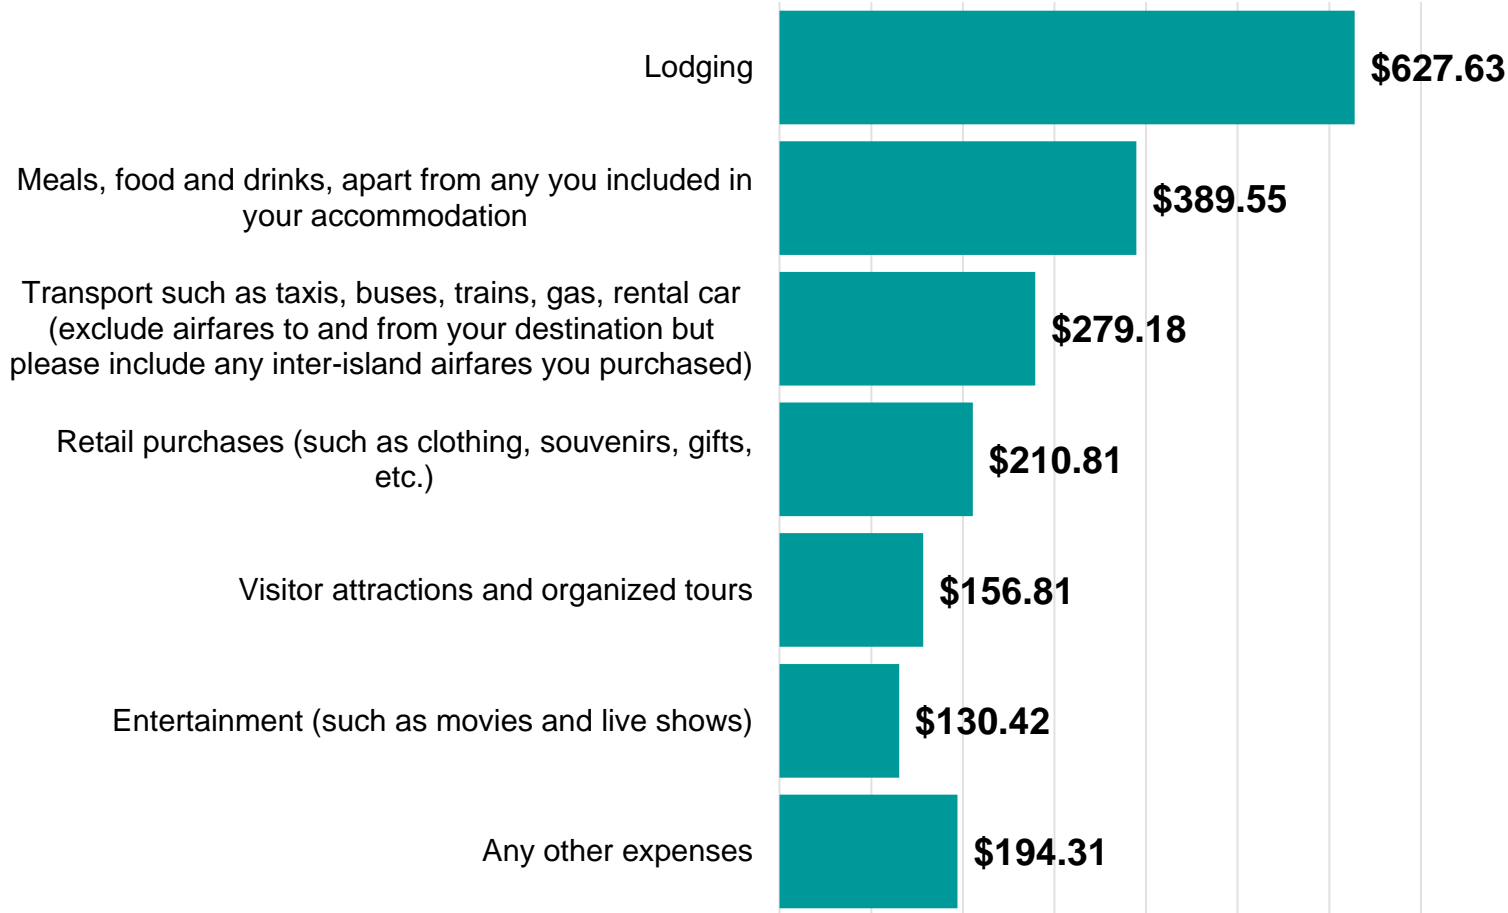 Lodging
$627.63
Meals, food and drinks, apart from any you included in
your accommodation
$389.55
Transport such as taxis, buses, trains, gas, rental car
(exclude airfares to and from your destination but
please include any inter-island airfares you purchased)
$279.18
Retail purchases (such as clothing, souvenirs, gifts,
etc.)
$210.81
Visitor attractions and organized tours
$156.81
Entertainment (such as movies and live shows)
$130.42
Any other expenses
$194.31